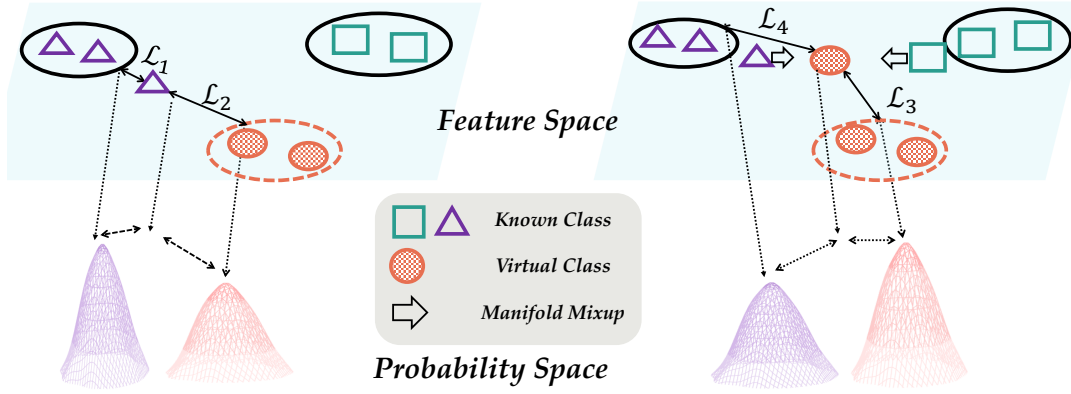 ℒ1
ℒ2
ℒ4
ℒ3
Feature Space
Known Class
Virtual Class
Manifold Mixup
Probability Space